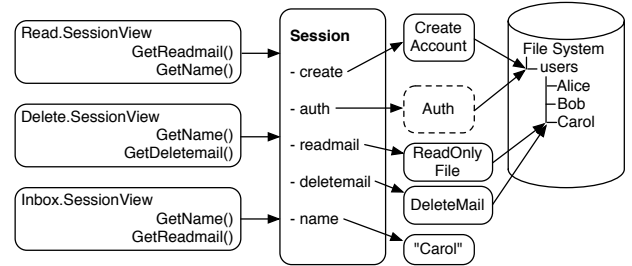 Read.SessionView
GetReadmail()
GetName()
Delete.SessionView
GetName()
GetDeletemail()
Inbox.SessionView
GetName()
GetReadmail()
Session
- create
- auth
- readmail
- deletemail
- name
Create
Account
Auth
ReadOnly
File
DeleteMail
"Carol"
File System
users
Alice
Bob
Carol